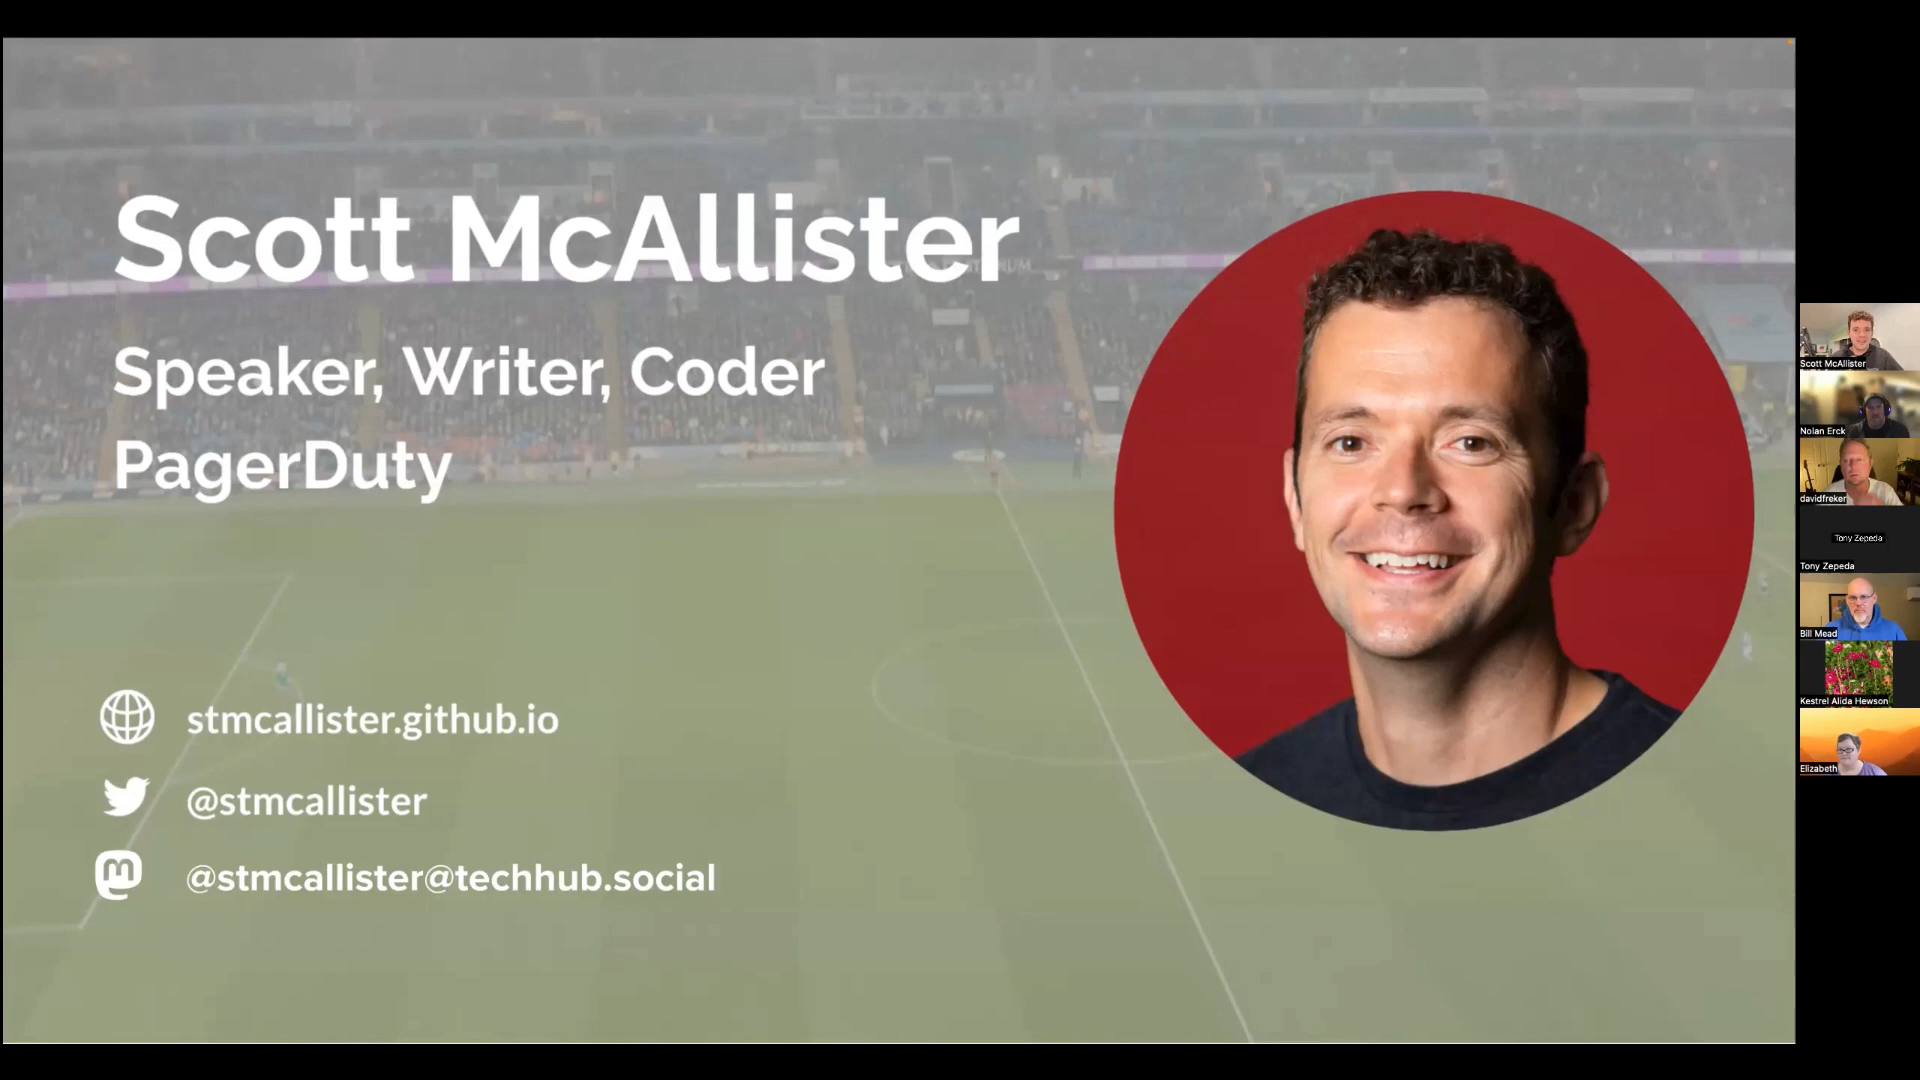 Scott McAllister
Speaker, Writer, Coder
PagerDuty
stmcallister.github.io
@stmcallister
@stmcallister@techhub.social
Scott McAllister
Nolan Erck
davidfreker
Tony Zepeda
Tony Zepeda
Bill Mead
Kestrel Alida Hewson
Elizabeth